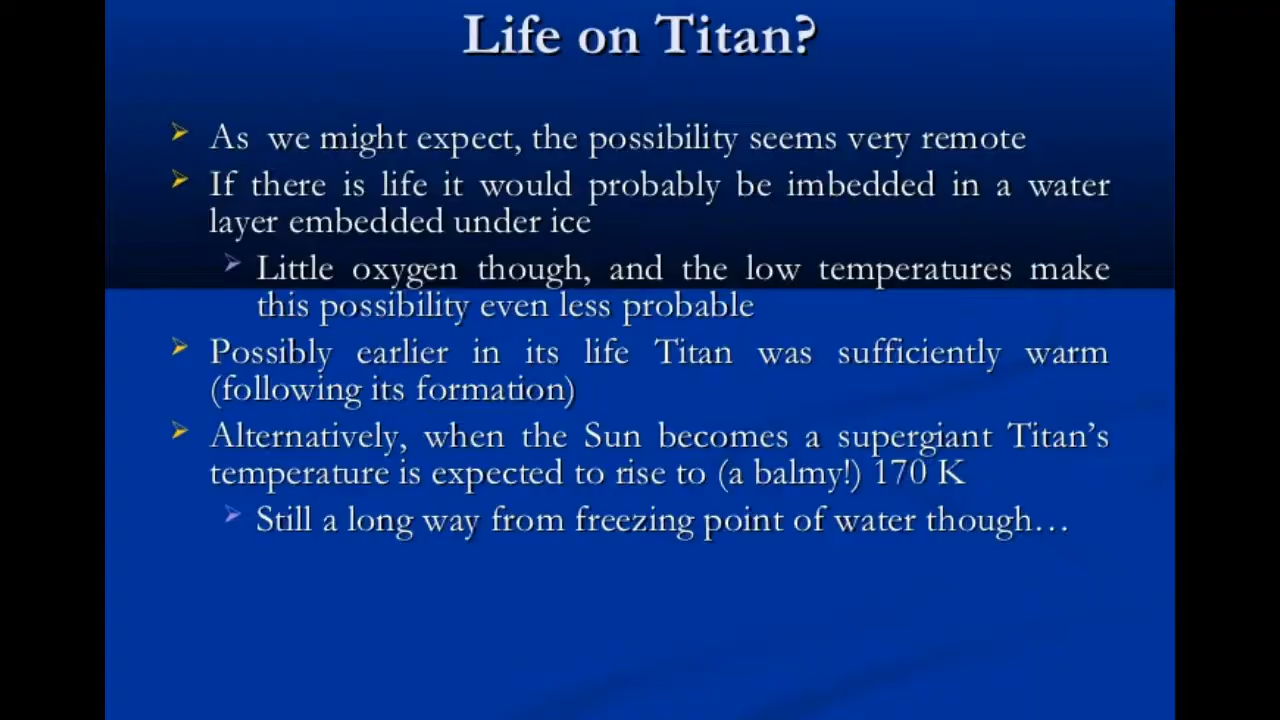 Life on Titan?
As we might expect, the possibility seems very remote
If there is life it would probably be imbedded in a water
layer embedded under ice
Little oxygen though, and the low temperatures make
this possibility even less probable
Possibly earlier in its life Titan was sufficiently warm
(following its formation)
Alternatively, when the Sun becomes a supergiant Titan’s
temperature is expected to rise to (a balmy!) 170 K
Still a long way from freezing point of water though…